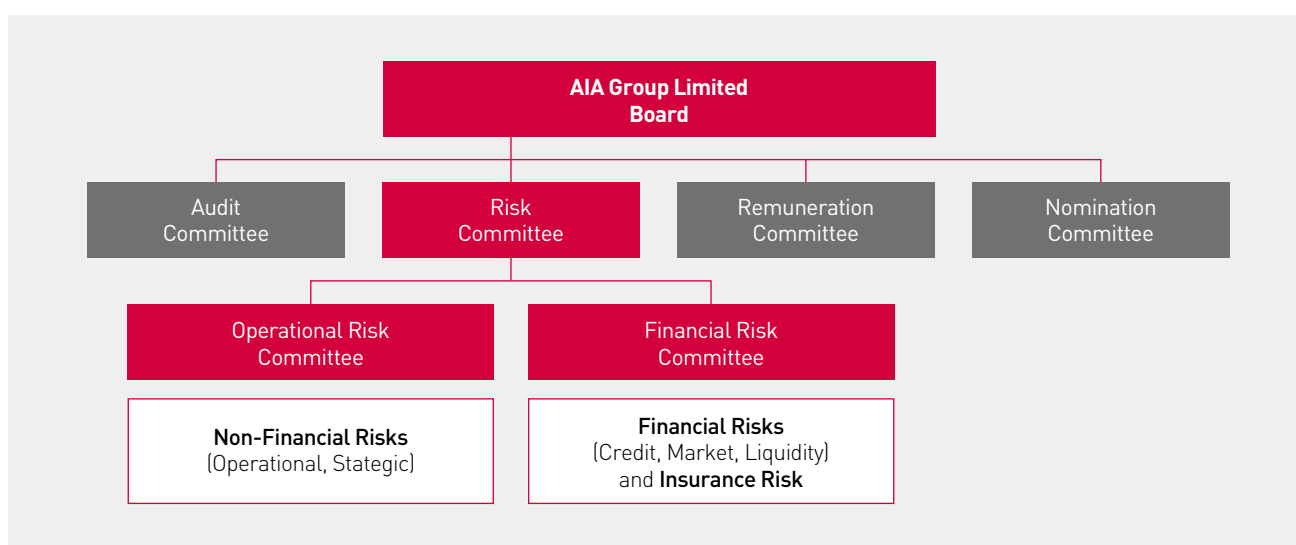 AIA Group Limited
Board
Audit
Committee
Risk
Committee
Remuneration
Committee
Nomination
Committee
Operational Risk
Committee
Financial Risk
Committee
Non-Financial Risks
(Operational, Stategic)
Financial Risks
(Credit, Market, Liquidity)
and Insurance Risk